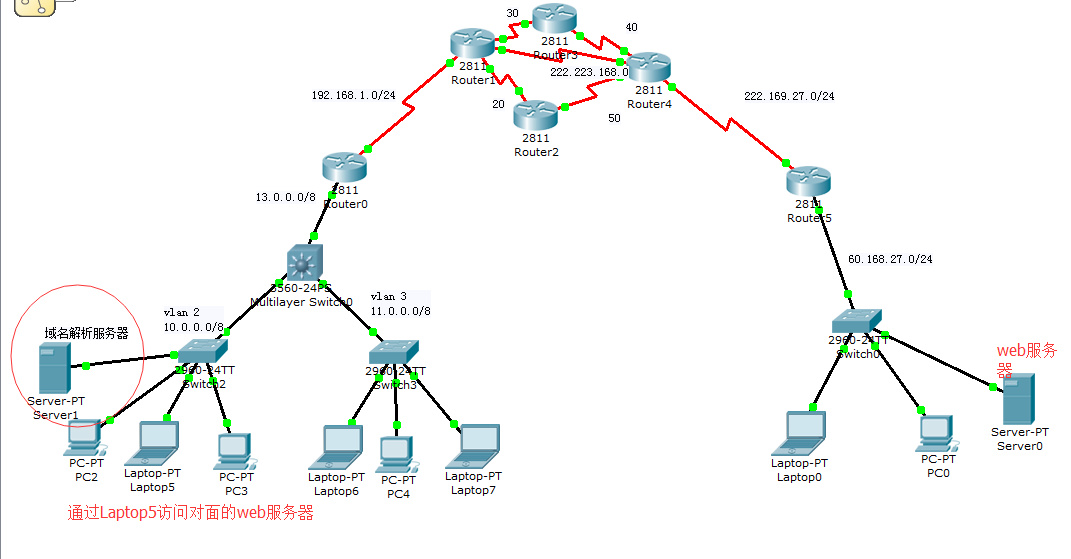 30
40
2811
Router3
2811
Router1
222.223.168.0
2811
Router4
192.168.1.0/24
222.169.27.0/24
20
50
2811
Router2
2811
Router0
2811
Router5
13.0.0.0/8
60.168.27.0/24
3560-24PS
Multilayer Switch0
vlan 2
10.0.0.0/8
vlan 3
11.0.0.0/8
域名解析服务器
2960-24TT
Switch2
2960-24TT
Switch3
2960-24TT
Switch0
web服务
器
Server-PT
Server1
Server-PT
Server0
PC-PT
PC2
Laptop-PT
Laptop5
PC-PT
PC3
Laptop-PT
Laptop6
PC-PT
PC4
Laptop-PT
Laptop7
Laptop-PT
Laptop0
PC-PT
PC0
通过Laptop5访问对面的web服务器